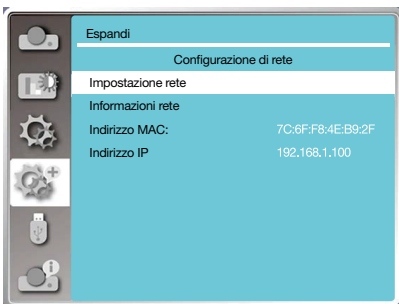 Espandi
Configurazione di rete
Impostazione rete
Informazioni rete
Indirizzo MAC: 7C:6F:F8:4E:B9:2F
Indirizzo IP 192.168.1.100